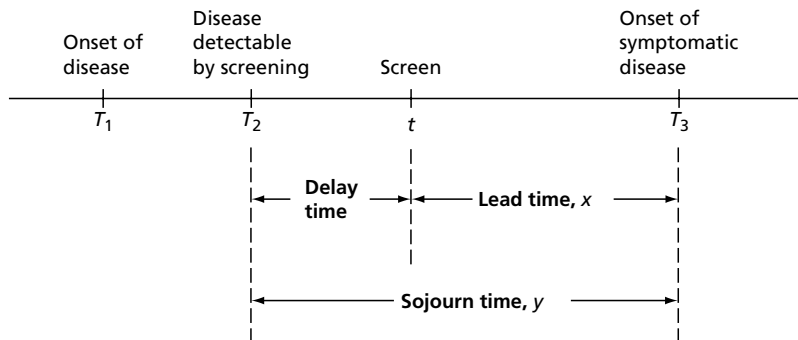 Onset of
disease
Disease
detectable
by screening
Screen
Onset of
symptomatic
disease
T1
T2
t
T3
Delay
time
Lead time, x
Sojourn time, y